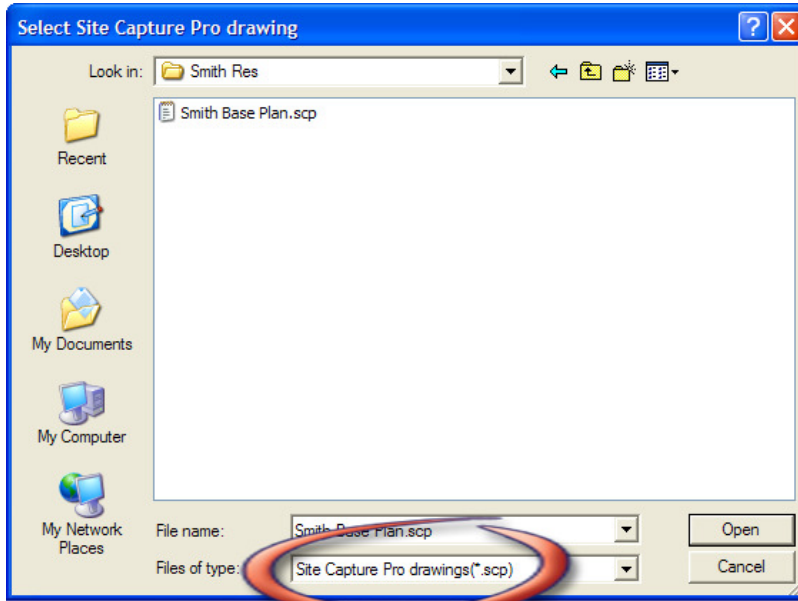 Select Site Capture Pro drawing
Look in: Smith Res
Smith Base Plan.scp
Recent
Desktop
My Documents
My Computer
My Network
Places
File name: Smith Base Plan.scp Open
Files of type: Site Capture Pro drawings(*.scp) Cancel